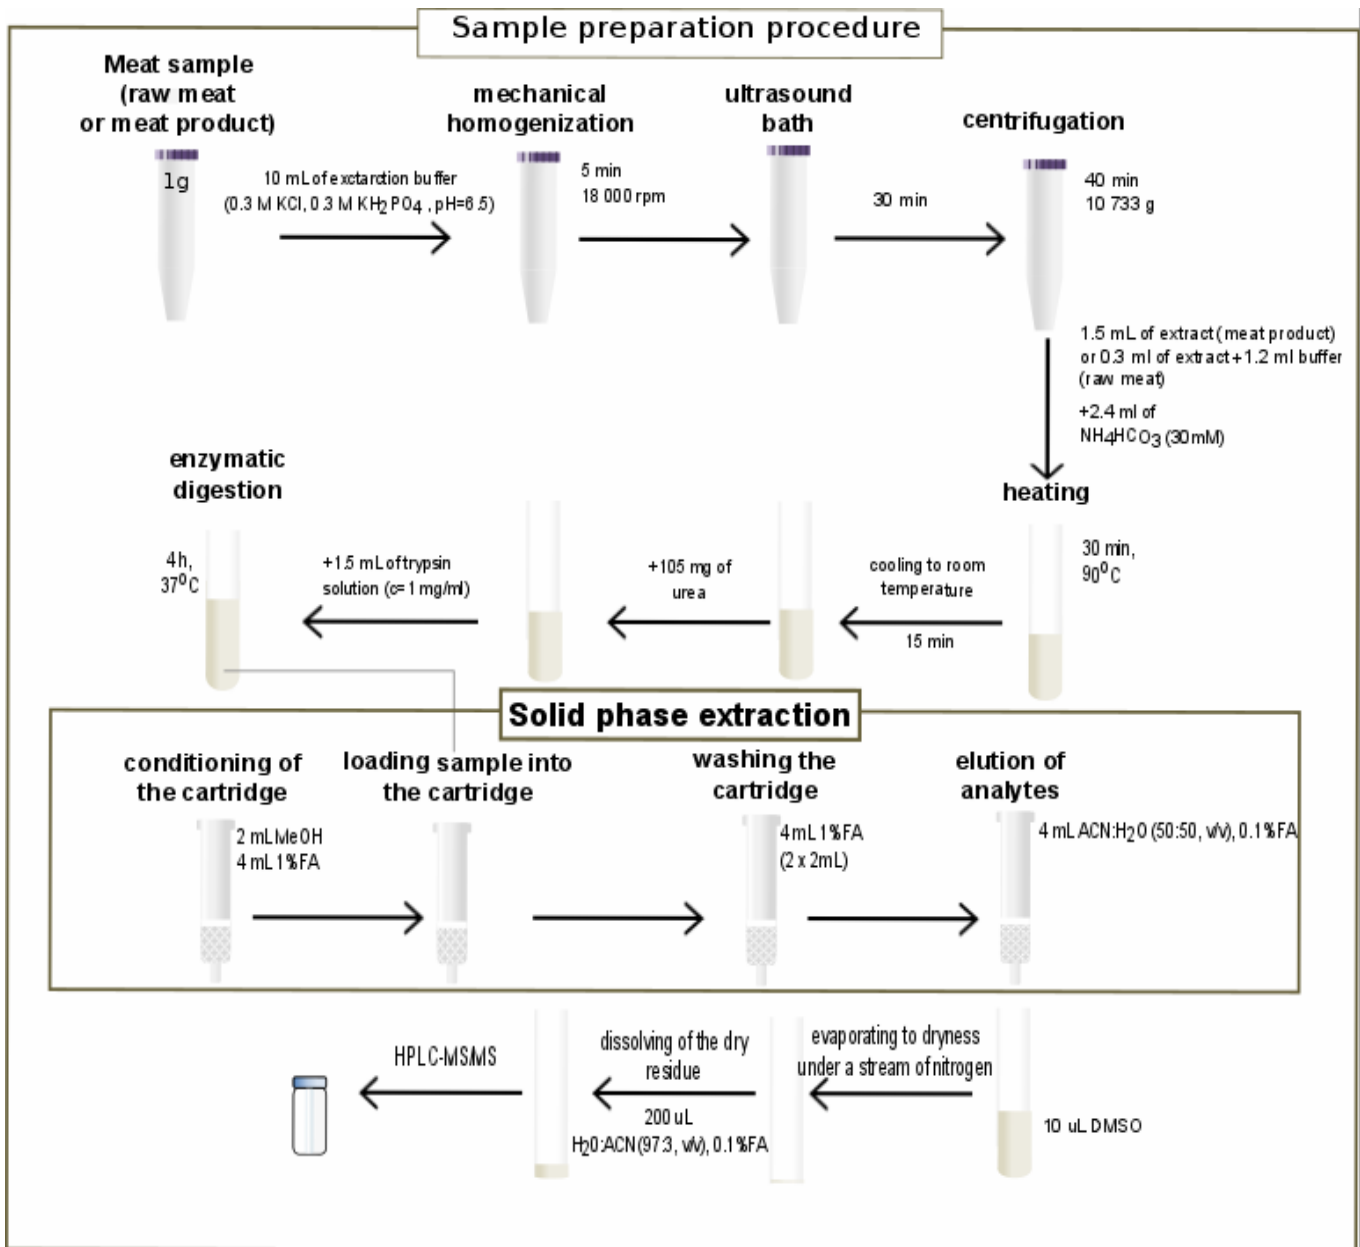 Sample preparation procedure
Meat sample
(raw meat
or meat product)
1g
10 mL of exctarction buffer
(0.3 M KCl, 0.3 M KH2PO4 , pH=6.5)
mechanical
homogenization
5 min
18 000 rpm
ultrasound
bath
30 min
centrifugation
40 min
10 733 g
1.5 mL of extract (meat product)
or 0.3 ml of extract+1.2 ml buffer
(raw meat)
+2.4 ml of
NH4HCO3 (30mM)
heating
30 min,
90⁰C
cooling to room
temperature
15 min
+105 mg of
urea
+1.5 mL of trypsin
solution (c=1 mg/ml)
enzymatic
digestion
4h,
37⁰C
Solid phase extraction
conditioning of
the cartridge
2 mL MeOH
4 mL 1%FA
loading sample into
the cartridge
washing the
cartridge
4 mL 1%FA
(2 x 2mL)
elution of
analytes
4 mL ACN:H2O (50:50, v/v), 0.1%FA
10 uL DMSO
evaporating to dryness
under a stream of nitrogen
dissolving of the dry
residue
200 uL
H2O:ACN (97:3, v/v), 0.1%FA
HPLC-MS/MS